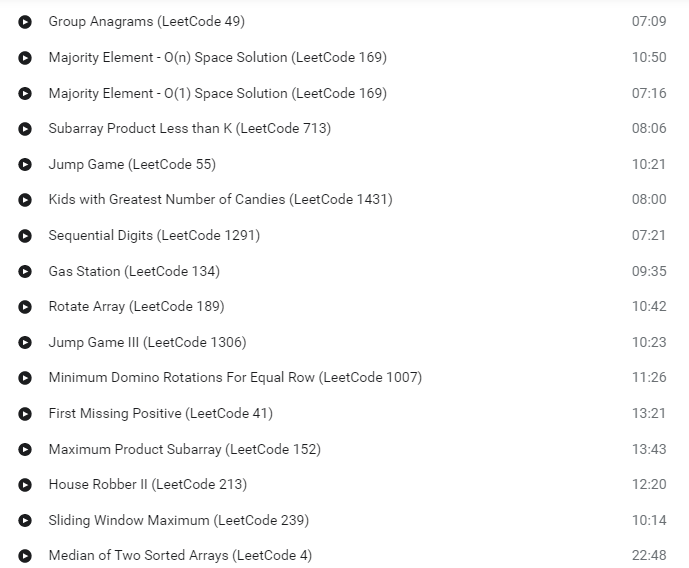 Group Anagrams (LeetCode 49) 07:09
Majority Element - O(n) Space Solution (LeetCode 169) 10:50
Majority Element - O(1) Space Solution (LeetCode 169) 07:16
Subarray Product Less than K (LeetCode 713) 08:06
Jump Game (LeetCode 55) 10:21
Kids with Greatest Number of Candies (LeetCode 1431) 08:00
Sequential Digits (LeetCode 1291) 07:21
Gas Station (LeetCode 134) 09:35
Rotate Array (LeetCode 189) 10:42
Jump Game III (LeetCode 1306) 10:23
Minimum Domino Rotations For Equal Row (LeetCode 1007) 11:26
First Missing Positive (LeetCode 41) 13:21
Maximum Product Subarray (LeetCode 152) 13:43
House Robber II (LeetCode 213) 12:20
Sliding Window Maximum (LeetCode 239) 10:14
Median of Two Sorted Arrays (LeetCode 4) 22:48